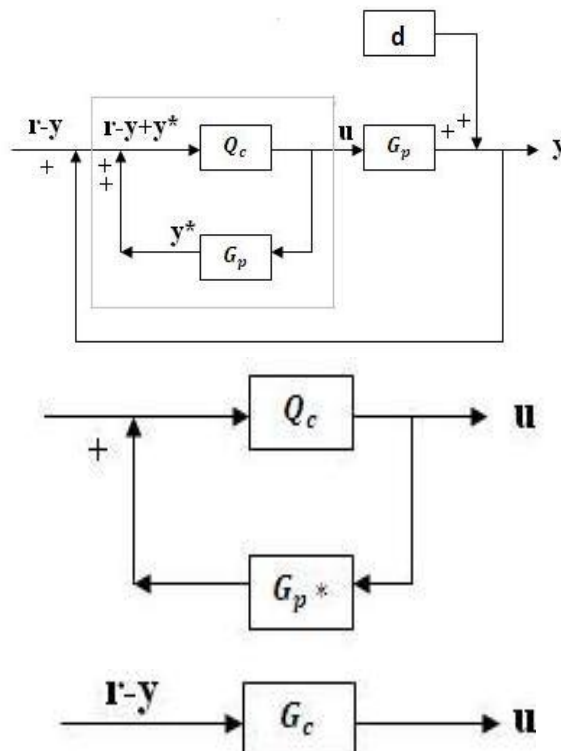 d
r-y
r-y+y*
Q_c
u
G_p
+ +
y
+
+
+
y*
G_p
Q_c
u
+
G_p *
r-y
G_c
u